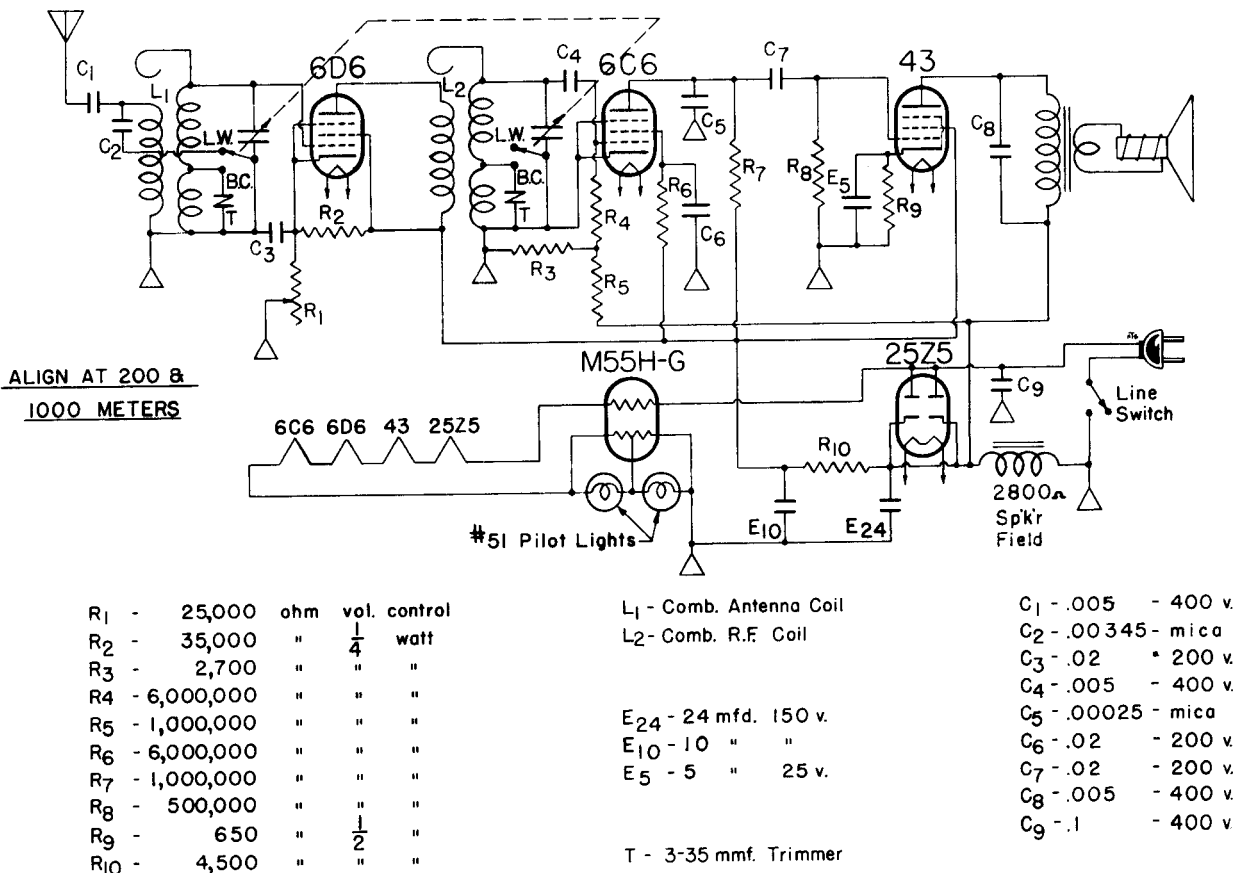 C1
L1
6D6
L2
C4
6C6
C7
43
C2
L.W.
B.C.
T
C3
R2
R1
L.W.
B.C.
T
R3
R4
R5
R6
C5
C6
R7
R8
E5
R9
C8
ALIGN AT 200 &
1000 METERS
M55H-G
25Z5
C9
Line
Switch
6C6 6D6 43 25Z5
R10
E10
E24
2800Ω
Sp'k'r
Field
#51 Pilot Lights
R1 - 25,000 ohm vol. control
R2 - 35,000 " 1/4 watt
R3 - 2,700 " " "
R4 - 6,000,000 " " "
R5 - 1,000,000 " " "
R6 - 6,000,000 " " "
R7 - 1,000,000 " " "
R8 - 500,000 " " "
R9 - 650 " 1/2 "
R10 - 4,500 " " "
L1 - Comb. Antenna Coil
L2 - Comb. R.F. Coil
E24 - 24 mfd. 150 v.
E10 - 10 " "
E5 - 5 " 25 v.
T - 3-35 mmf. Trimmer
C1 - .005 - 400 v.
C2 - .00345 - mica
C3 - .02 " 200 v.
C4 - .005 - 400 v.
C5 - .00025 - mica
C6 - .02 - 200 v.
C7 - .02 - 200 v.
C8 - .005 - 400 v.
C9 - .1 - 400 v.